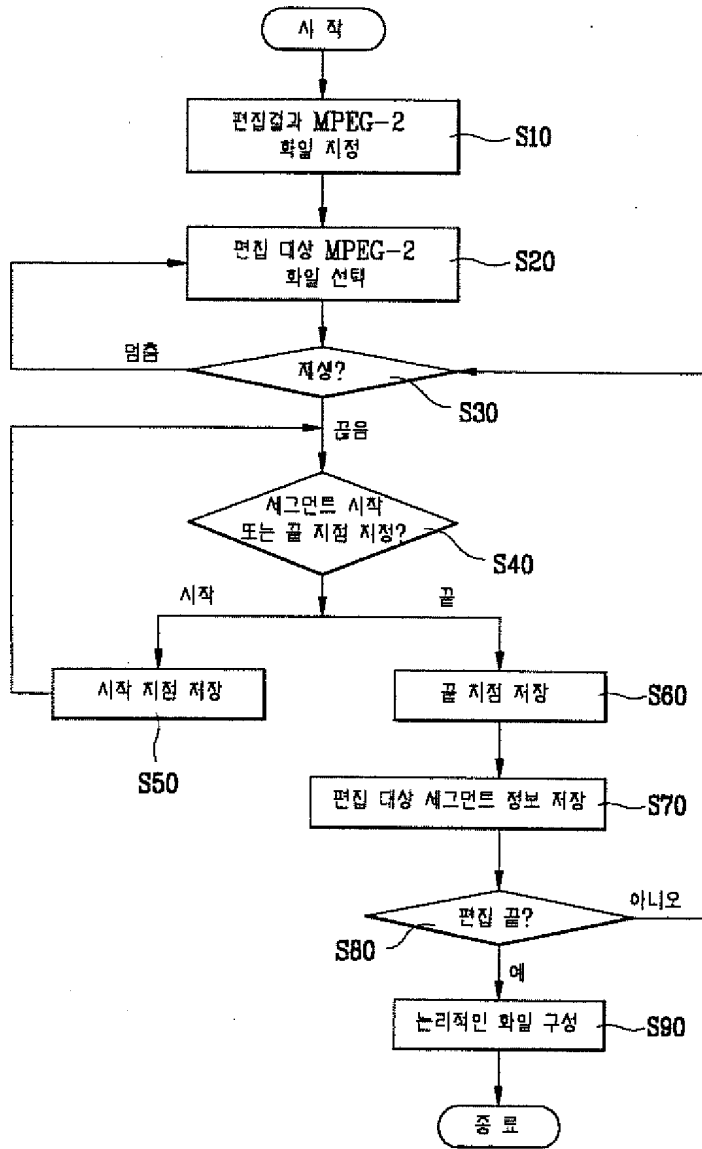 시 작
편집결과 MPEG-2
화일 지정
S10
편집 대상 MPEG-2
화일 선택
S20
멈춤
재생?
S30
끊음
세그먼트 시작
또는 끝 지점 지정?
S40
시작
끝
시작 지점 저장
S50
끝 지점 저장
S60
편집 대상 세그먼트 정보 저장
S70
편집 끝?
아니오
S80
예
논리적인 화일 구성
S90
종 료